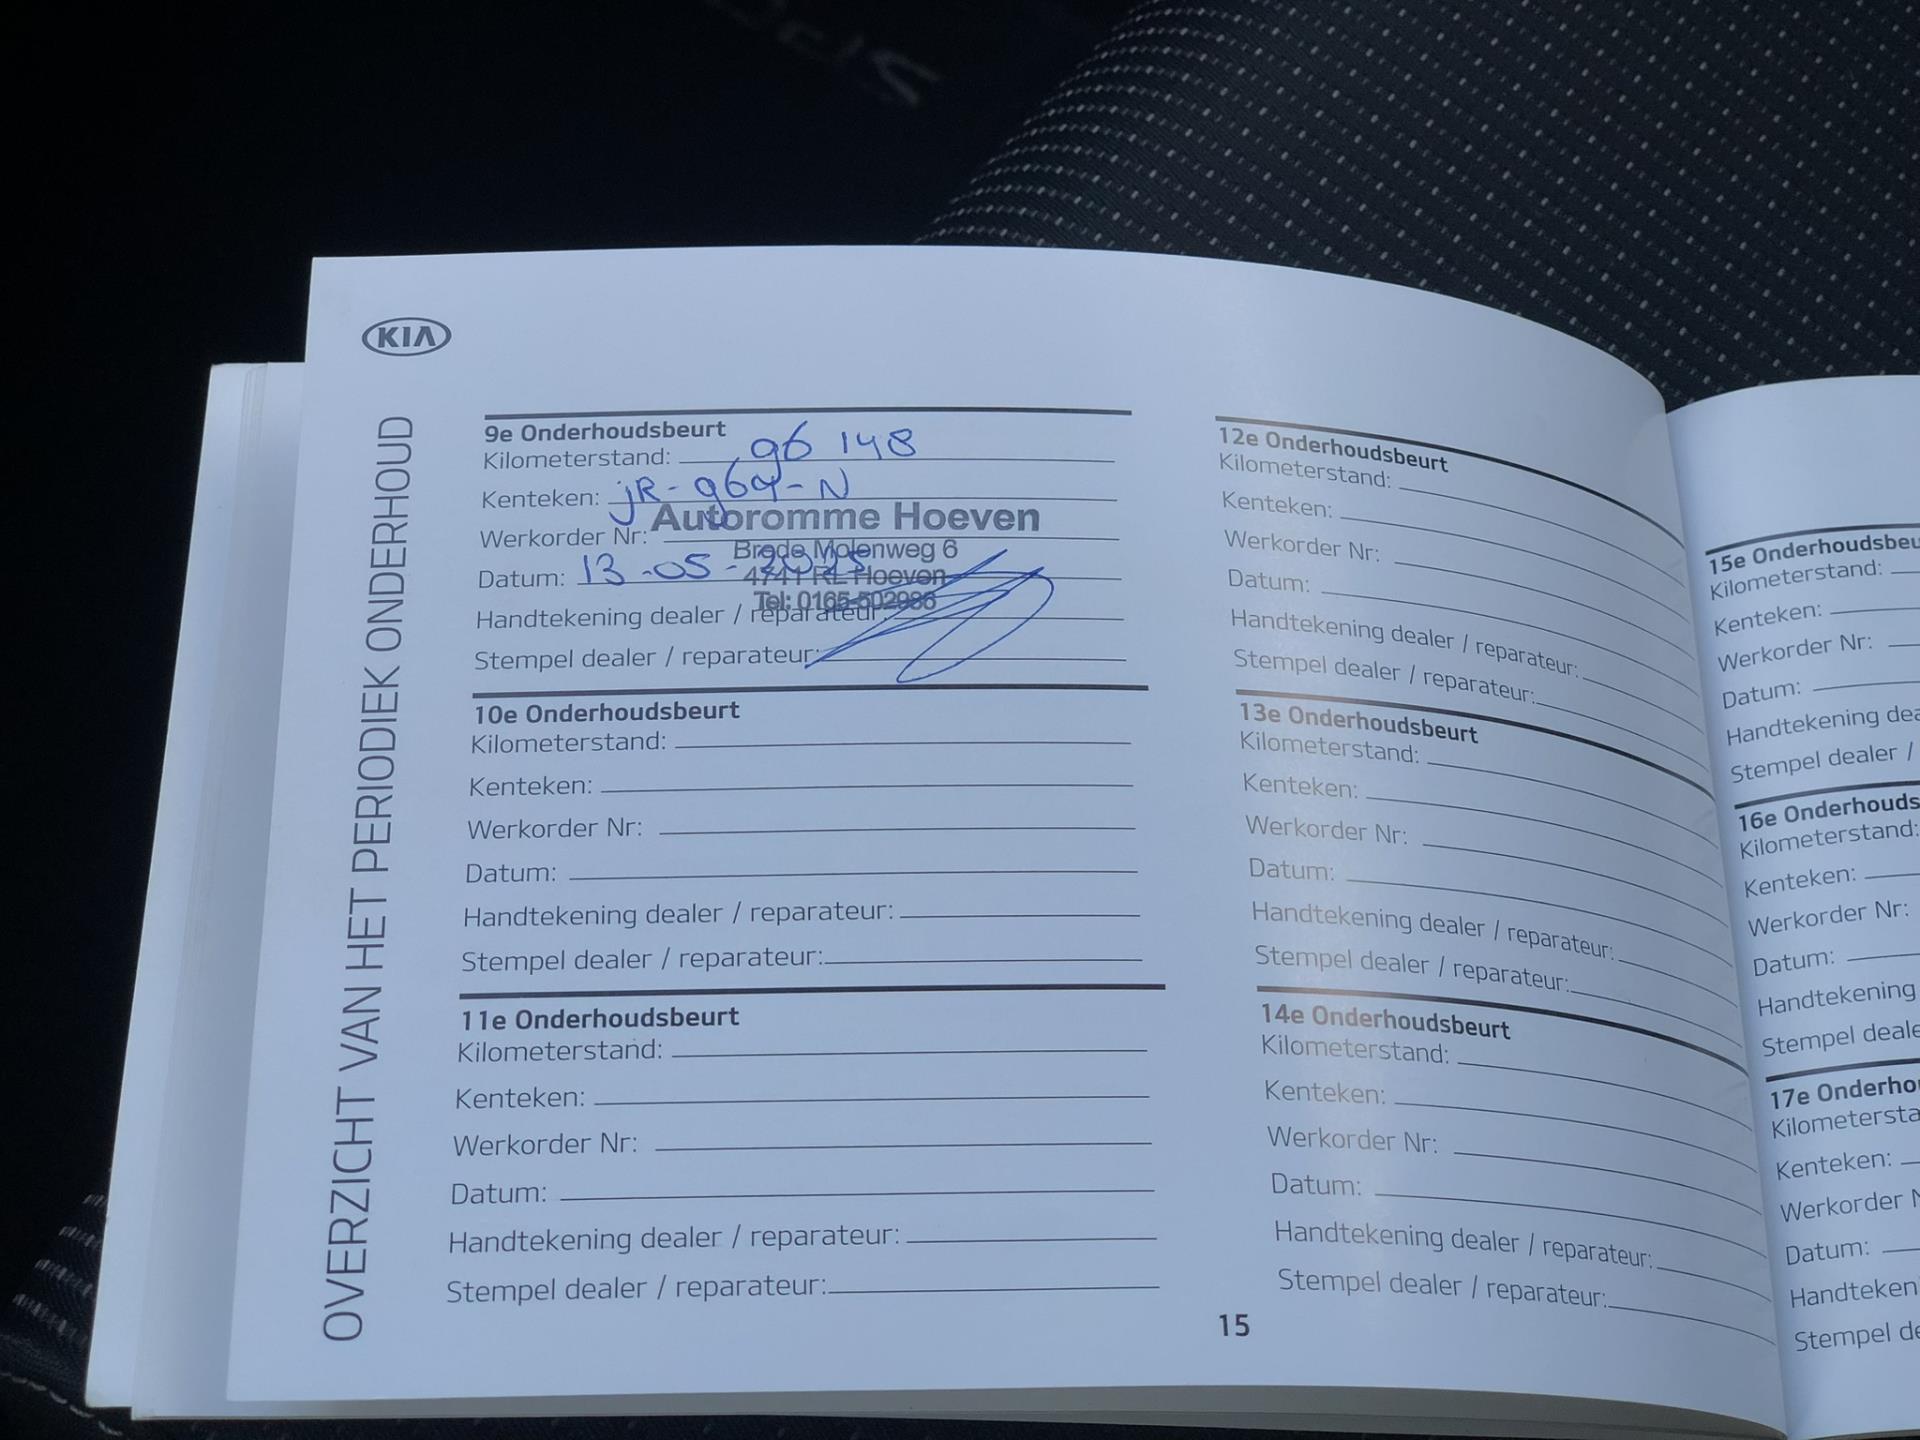 KIA
OVERZICHT VAN HET PERIODIEK ONDERHOUD
9e Onderhoudsbeurt
Kilometerstand: 96 148
Kenteken: JR-964-N
Werkorder Nr:
Datum: 13-05-2025
Handtekening dealer / reparateur:
Stempel dealer / reparateur:
Autoromme Hoeven
Brede Molenweg 6
4741 RL Hoeven
Tel: 0165-502986
10e Onderhoudsbeurt
Kilometerstand:
Kenteken:
Werkorder Nr:
Datum:
Handtekening dealer / reparateur:
Stempel dealer / reparateur:
11e Onderhoudsbeurt
Kilometerstand:
Kenteken:
Werkorder Nr:
Datum:
Handtekening dealer / reparateur:
Stempel dealer / reparateur:
12e Onderhoudsbeurt
Kilometerstand:
Kenteken:
Werkorder Nr:
Datum:
Handtekening dealer / reparateur:
Stempel dealer / reparateur:
13e Onderhoudsbeurt
Kilometerstand:
Kenteken:
Werkorder Nr:
Datum:
Handtekening dealer / reparateur:
Stempel dealer / reparateur:
14e Onderhoudsbeurt
Kilometerstand:
Kenteken:
Werkorder Nr:
Datum:
Handtekening dealer / reparateur:
Stempel dealer / reparateur:
15
15e Onderhoudsbeu
Kilometerstand:
Kenteken:
Werkorder Nr:
Datum:
Handtekening dea
Stempel dealer /
16e Onderhouds
Kilometerstand:
Kenteken:
Werkorder Nr:
Datum:
Handtekening
Stempel deale
17e Onderho
Kilometersta
Kenteken:
Werkorder N
Datum:
Handteken
Stempel de